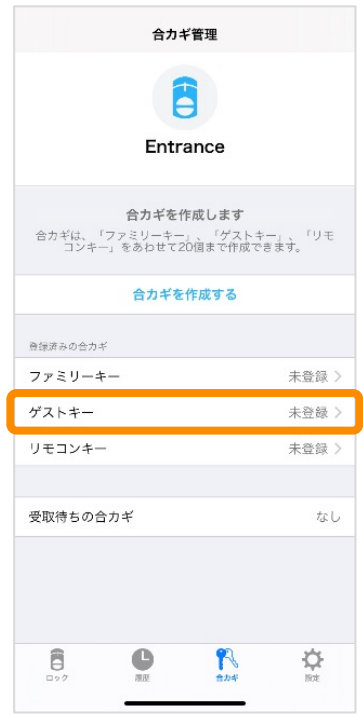 合カギ管理
Entrance
合カギを作成します
合カギは、「ファミリーキー」、「ゲストキー」、「リモ
コンキー」をあわせて20個まで作成できます。
合カギを作成する
登録済みの合カギ
ファミリーキー 未登録
ゲストキー 未登録
リモコンキー 未登録
受取待ちの合カギ なし
ロック 履歴 合カギ 設定